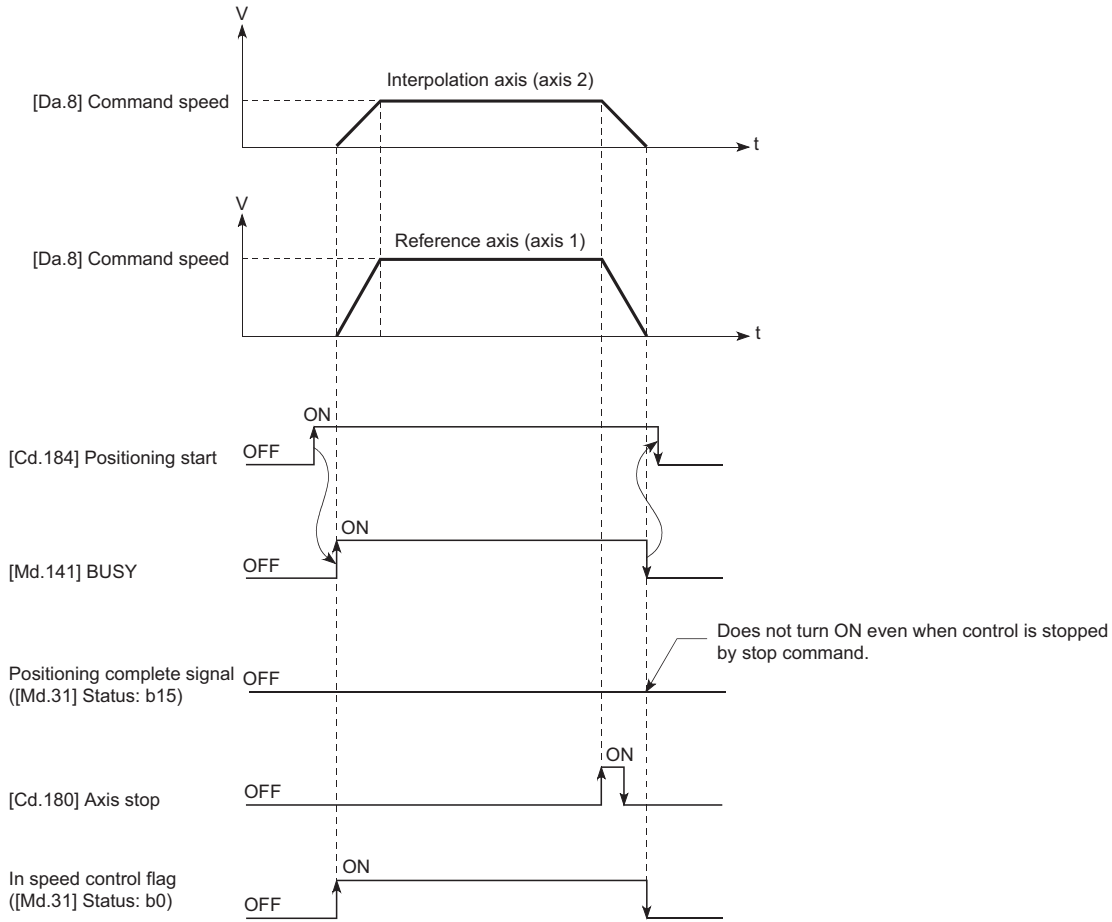 V
Interpolation axis (axis 2)
[Da.8] Command speed
t
V
Reference axis (axis 1)
[Da.8] Command speed
t
ON
[Cd.184] Positioning start
OFF
ON
[Md.141] BUSY
OFF
Does not turn ON even when control is stopped
by stop command.
Positioning complete signal
([Md.31] Status: b15)
OFF
ON
[Cd.180] Axis stop
OFF
ON
In speed control flag
([Md.31] Status: b0)
OFF